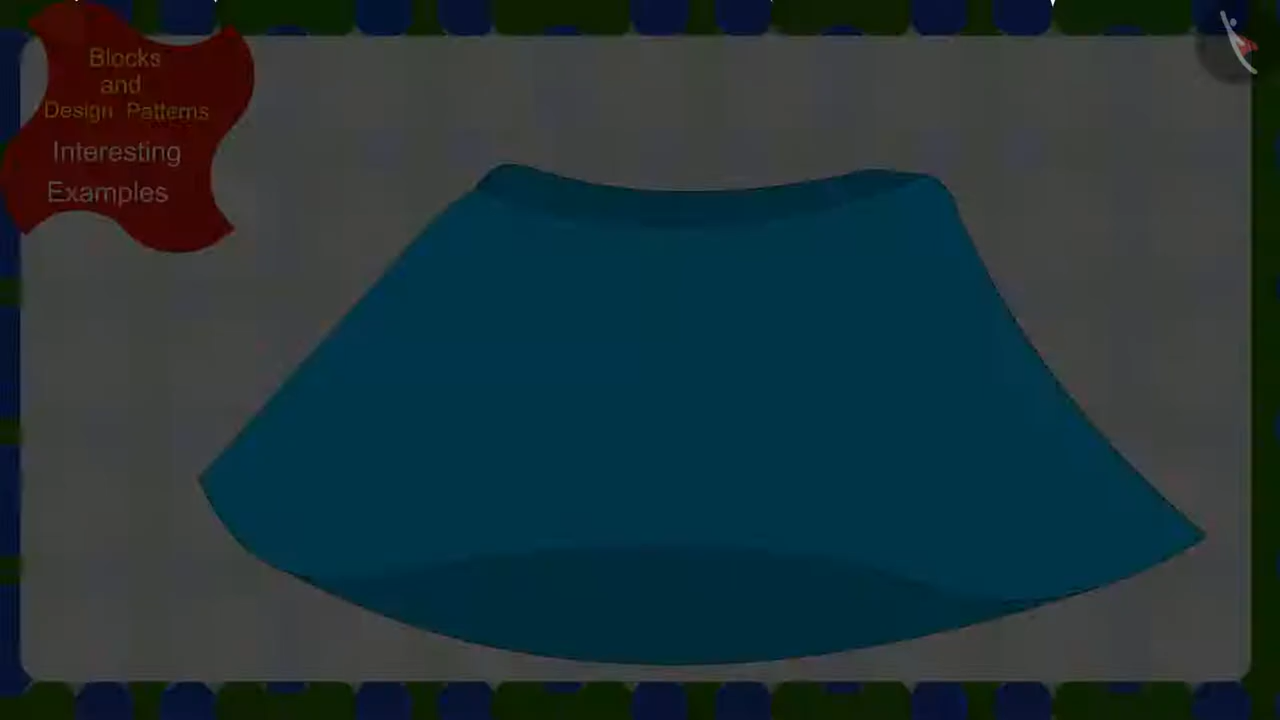 Blocks
and
Design Patterns
Interesting
Examples